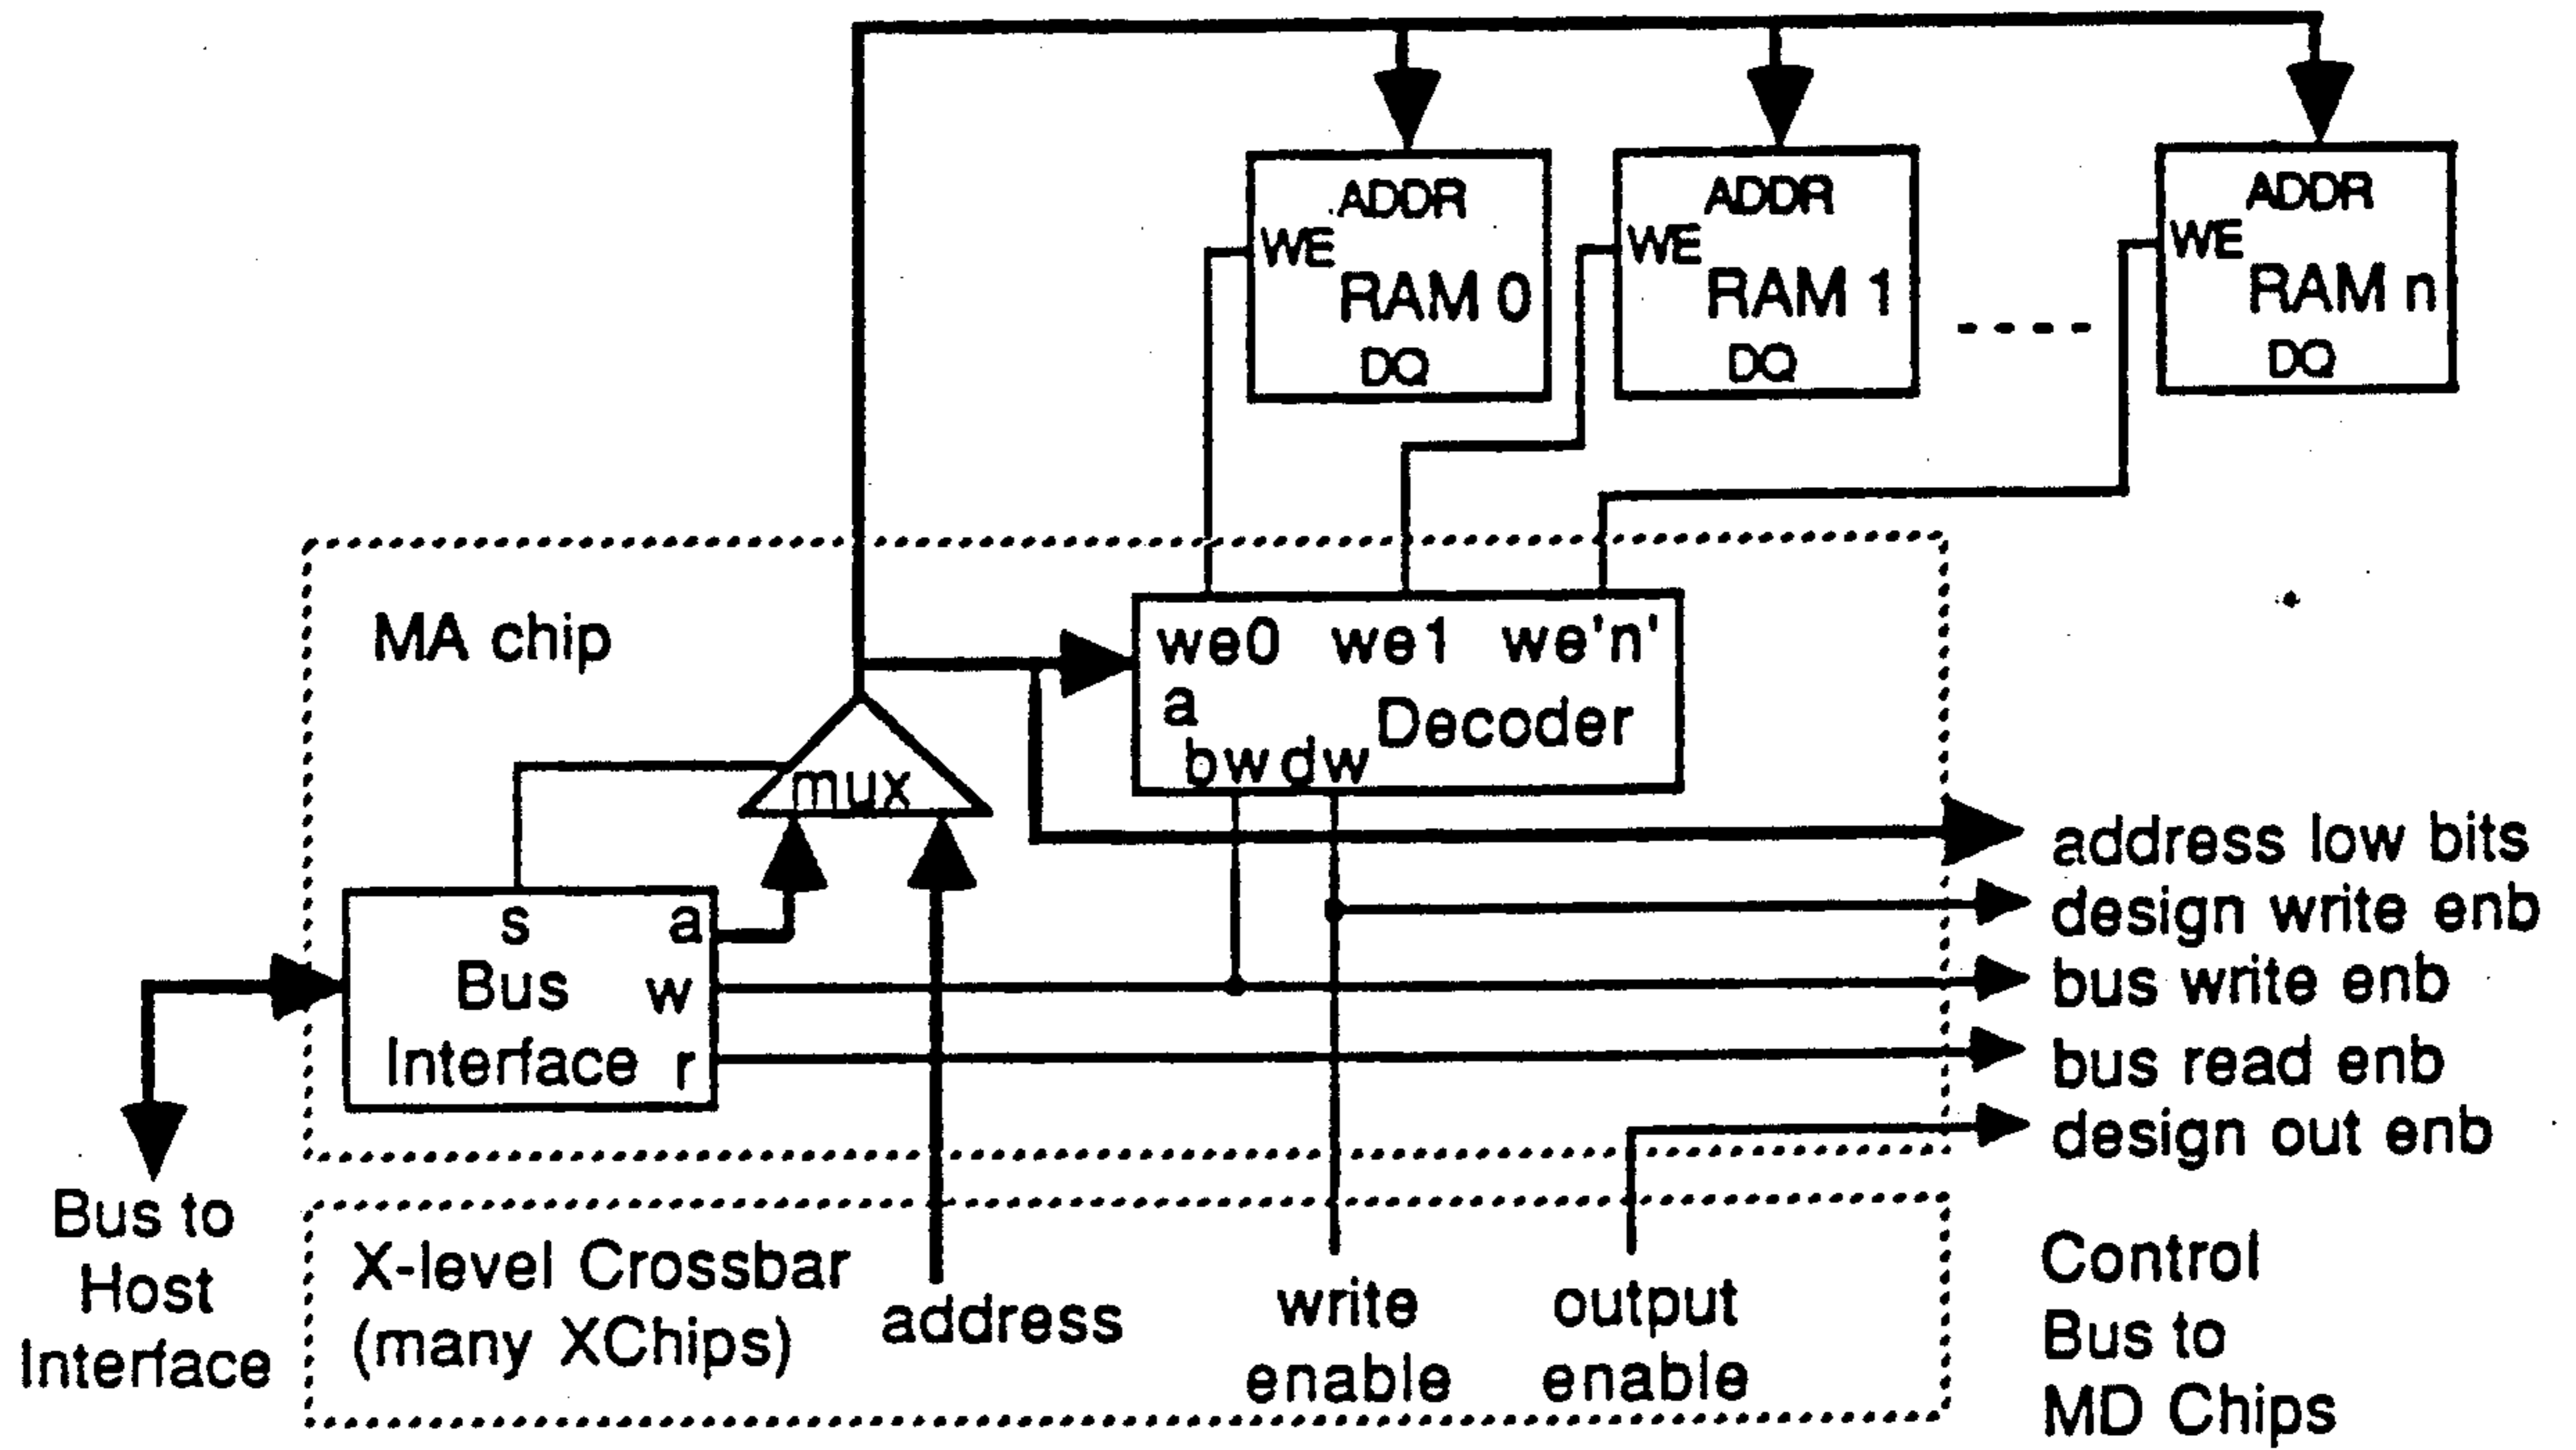 ADDR
WE
RAM 0
DQ
ADDR
WE
RAM 1
DQ
ADDR
WE
RAM n
DQ
MA chip
we0 we1 we'n'
a
Decoder
bw dw
mux
s a
Bus w
Interface r
address low bits
design write enb
bus write enb
bus read enb
design out enb
Bus to
Host
Interface
X-level Crossbar
(many XChips)
address
write
enable
output
enable
Control
Bus to
MD Chips